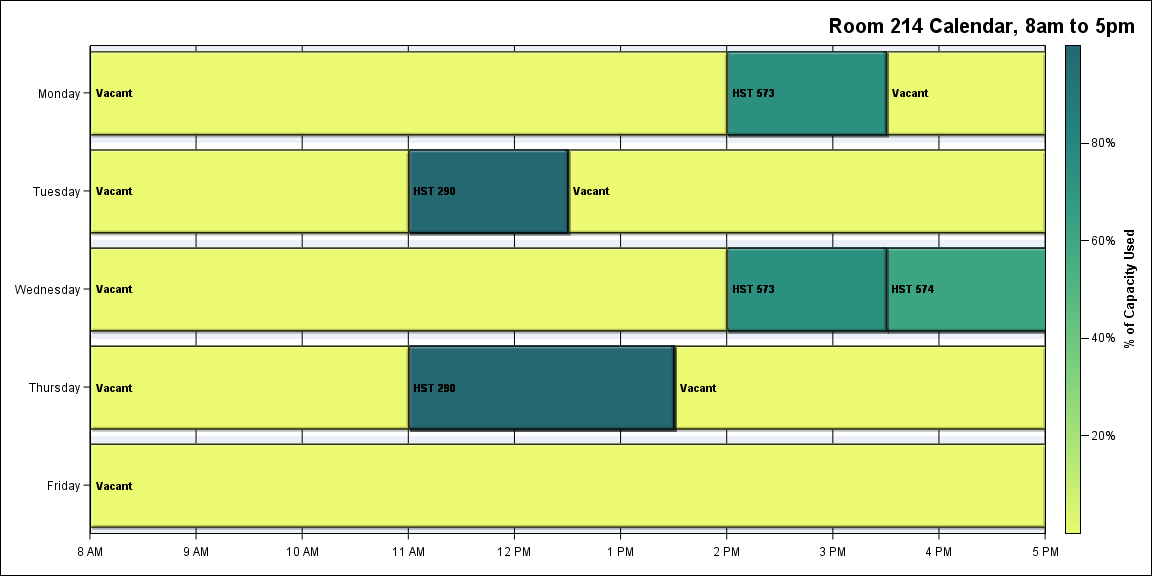 Room 214 Calendar, 8am to 5pm
Monday
Vacant
HST 573
Vacant
Tuesday
Vacant
HST 290
Vacant
Wednesday
Vacant
HST 573
HST 574
Thursday
Vacant
HST 290
Vacant
Friday
Vacant
8 AM
9 AM
10 AM
11 AM
12 PM
1 PM
2 PM
3 PM
4 PM
5 PM
80%
60%
40%
20%
% of Capacity Used